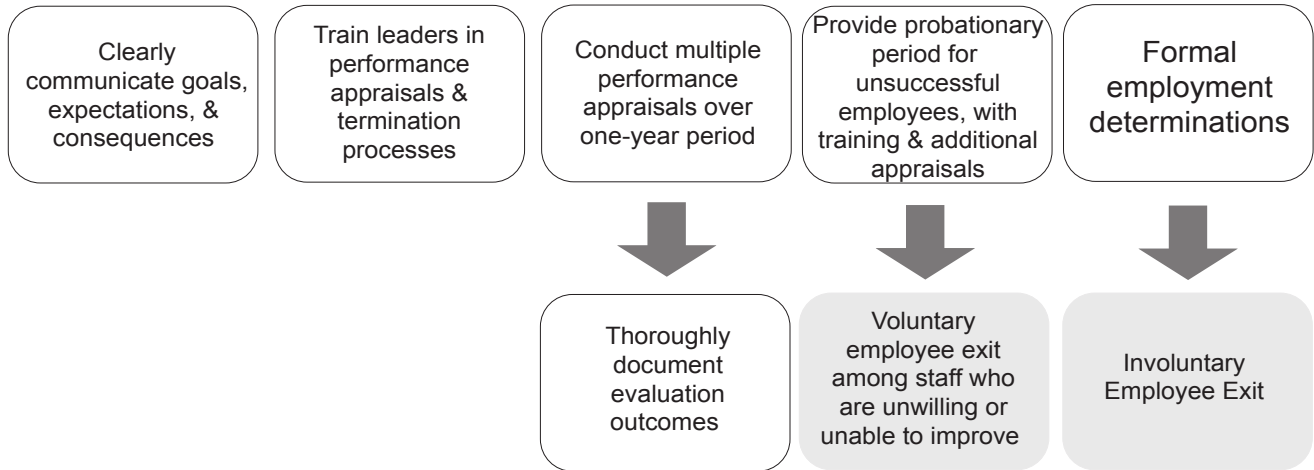 Clearly
communicate goals,
expectations, &
consequences
Train leaders in
performance
appraisals &
termination
processes
Conduct multiple
performance
appraisals over
one-year period
Provide probationary
period for
unsuccessful
employees, with
training & additional
appraisals
Formal
employment
determinations
Thoroughly
document
evaluation
outcomes
Voluntary
employee exit
among staff who
are unwilling or
unable to improve
Involuntary
Employee Exit